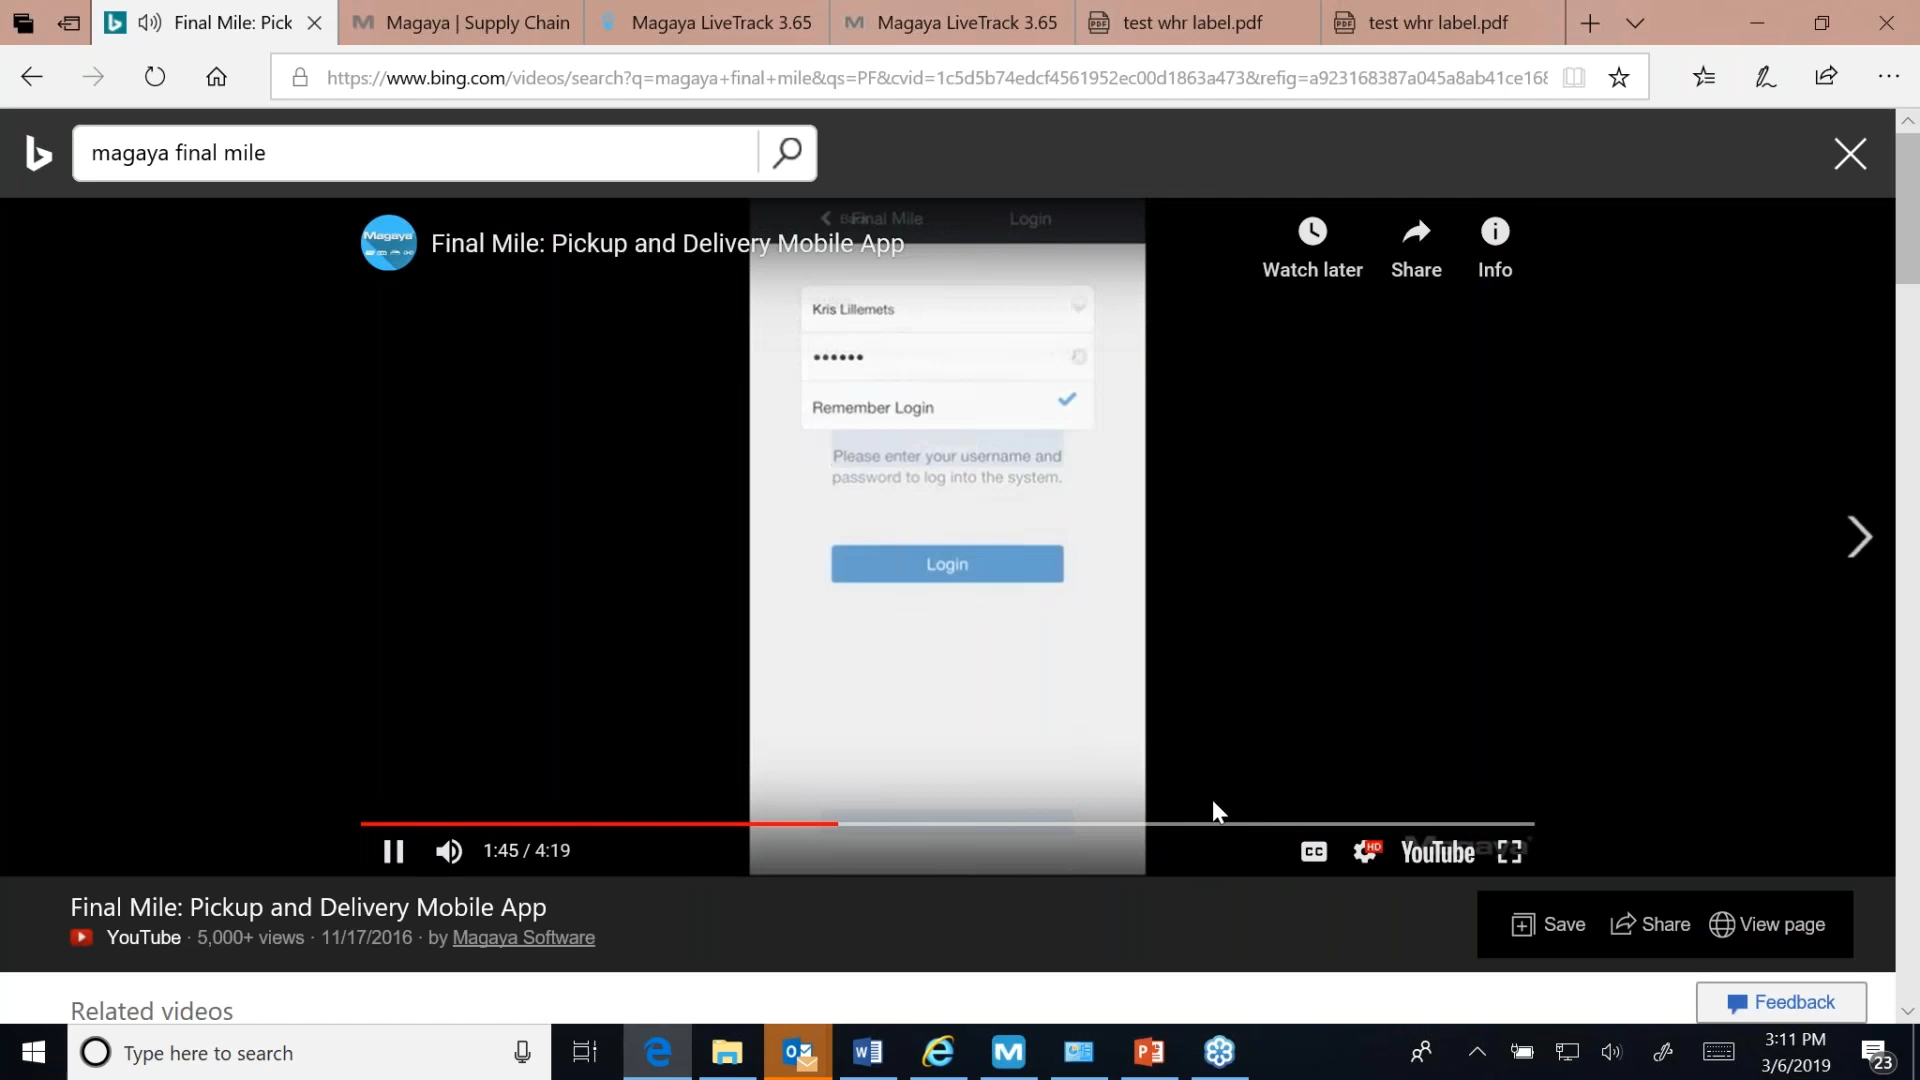 Final Mile: Pick
Magaya | Supply Chain
Magaya LiveTrack 3.65
Magaya LiveTrack 3.65
test whr label.pdf
test whr label.pdf
https://www.bing.com/videos/search?q=magaya+final+mile&qs=PF&cvid=1c5d5b74edcf4561952ec00d1863a473&refig=a923168387a045a8ab41ce168
magaya final mile
Final Mile Login
Magaya
Final Mile: Pickup and Delivery Mobile App
Watch later
Share
Info
Kris Lillemets
••••••
Remember Login
Please enter your username and
password to log into the system.
Login
1:45 / 4:19
CC
HD
YouTube
Final Mile: Pickup and Delivery Mobile App
YouTube · 5,000+ views · 11/17/2016 · by Magaya Software
Save
Share
View page
Related videos
Feedback
Type here to search
3:11 PM
3/6/2019
23